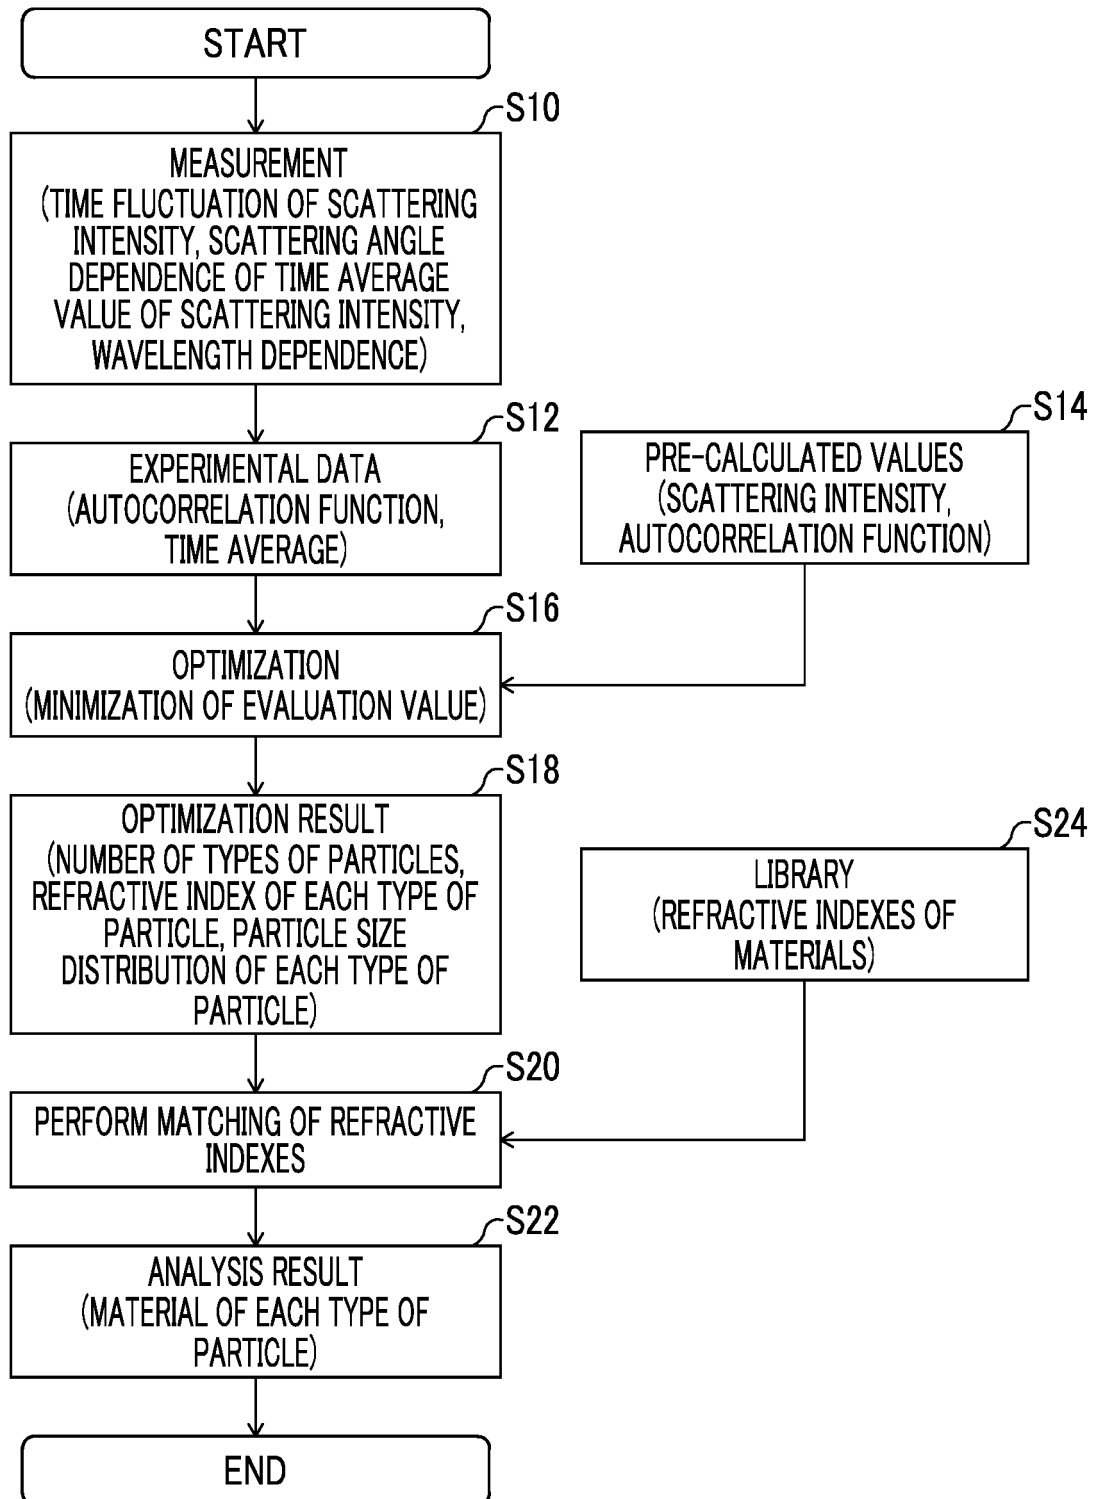 START
S10
MEASUREMENT
(TIME FLUCTUATION OF SCATTERING
INTENSITY, SCATTERING ANGLE
DEPENDENCE OF TIME AVERAGE
VALUE OF SCATTERING INTENSITY,
WAVELENGTH DEPENDENCE)
S12
EXPERIMENTAL DATA
(AUTOCORRELATION FUNCTION,
TIME AVERAGE)
S14
PRE-CALCULATED VALUES
(SCATTERING INTENSITY,
AUTOCORRELATION FUNCTION)
S16
OPTIMIZATION
(MINIMIZATION OF EVALUATION VALUE)
S18
OPTIMIZATION RESULT
(NUMBER OF TYPES OF PARTICLES,
REFRACTIVE INDEX OF EACH TYPE OF
PARTICLE, PARTICLE SIZE
DISTRIBUTION OF EACH TYPE OF
PARTICLE)
S24
LIBRARY
(REFRACTIVE INDEXES OF
MATERIALS)
S20
PERFORM MATCHING OF REFRACTIVE
INDEXES
S22
ANALYSIS RESULT
(MATERIAL OF EACH TYPE OF
PARTICLE)
END